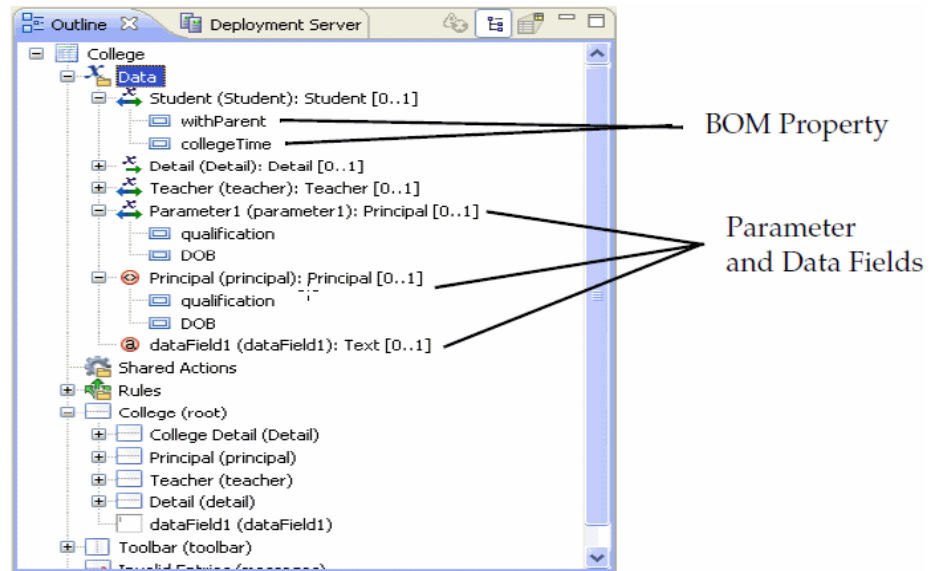 Outline
Deployment Server
College
Data
Student (Student): Student [0..1]
withParent
collegeTime
Detail (Detail): Detail [0..1]
Teacher (teacher): Teacher [0..1]
Parameter1 (parameter1): Principal [0..1]
qualification
DOB
Principal (principal): Principal [0..1]
qualification
DOB
dataField1 (dataField1): Text [0..1]
Shared Actions
Rules
College (root)
College Detail (Detail)
Principal (principal)
Teacher (teacher)
Detail (detail)
dataField1 (dataField1)
Toolbar (toolbar)
Invalid Entries (messages)
BOM Property
Parameter
and Data Fields